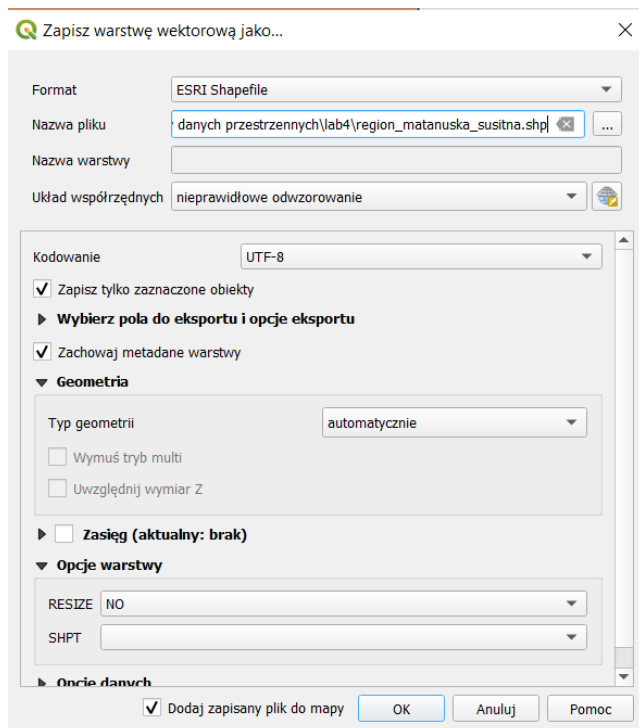 Zapisz warstwę wektorową jako...
Format ESRI Shapefile
Nazwa pliku danych przestrzennych\lab4\region_matanuska_susitna.shp ...
Nazwa warstwy
Układ współrzędnych nieprawidłowe odwzorowanie
Kodowanie UTF-8
Zapisz tylko zaznaczone obiekty
Wybierz pola do eksportu i opcje eksportu
Zachowaj metadane warstwy
Geometria
Typ geometrii automatycznie
Wymuś tryb multi
Uwzględnij wymiar Z
Zasięg (aktualny: brak)
Opcje warstwy
RESIZE NO
SHPT
Opcje danych
Dodaj zapisany plik do mapy OK Anuluj Pomoc